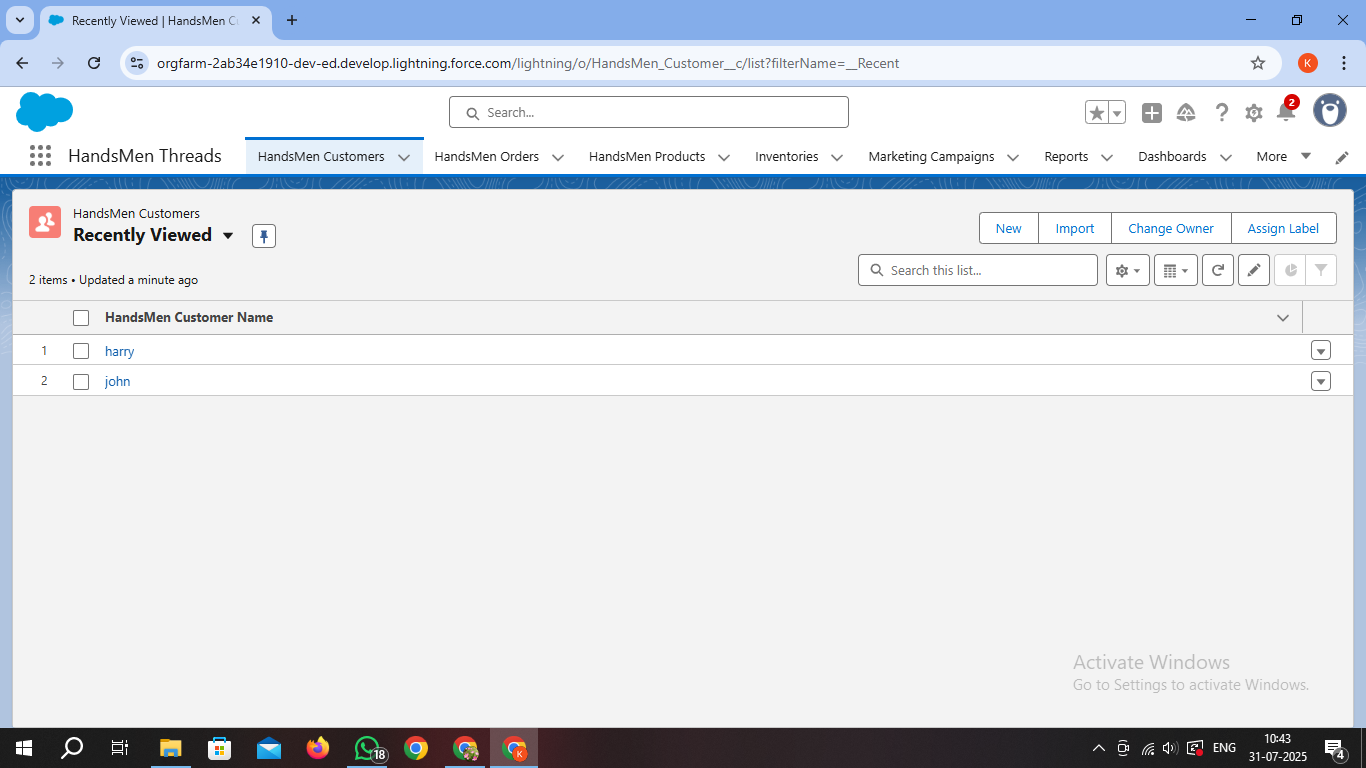 Recently Viewed | HandsMen C
orgfarm-2ab34e1910-dev-ed.develop.lightning.force.com/lightning/o/HandsMen_Customer__c/list?filterName=__Recent
K
Search...
2
HandsMen Threads
HandsMen Customers
HandsMen Orders
HandsMen Products
Inventories
Marketing Campaigns
Reports
Dashboards
More
HandsMen Customers
Recently Viewed
New
Import
Change Owner
Assign Label
2 items • Updated a minute ago
Search this list...
HandsMen Customer Name
1 harry
2 john
Activate Windows
Go to Settings to activate Windows.
18
K
ENG
10:43
31-07-2025
4